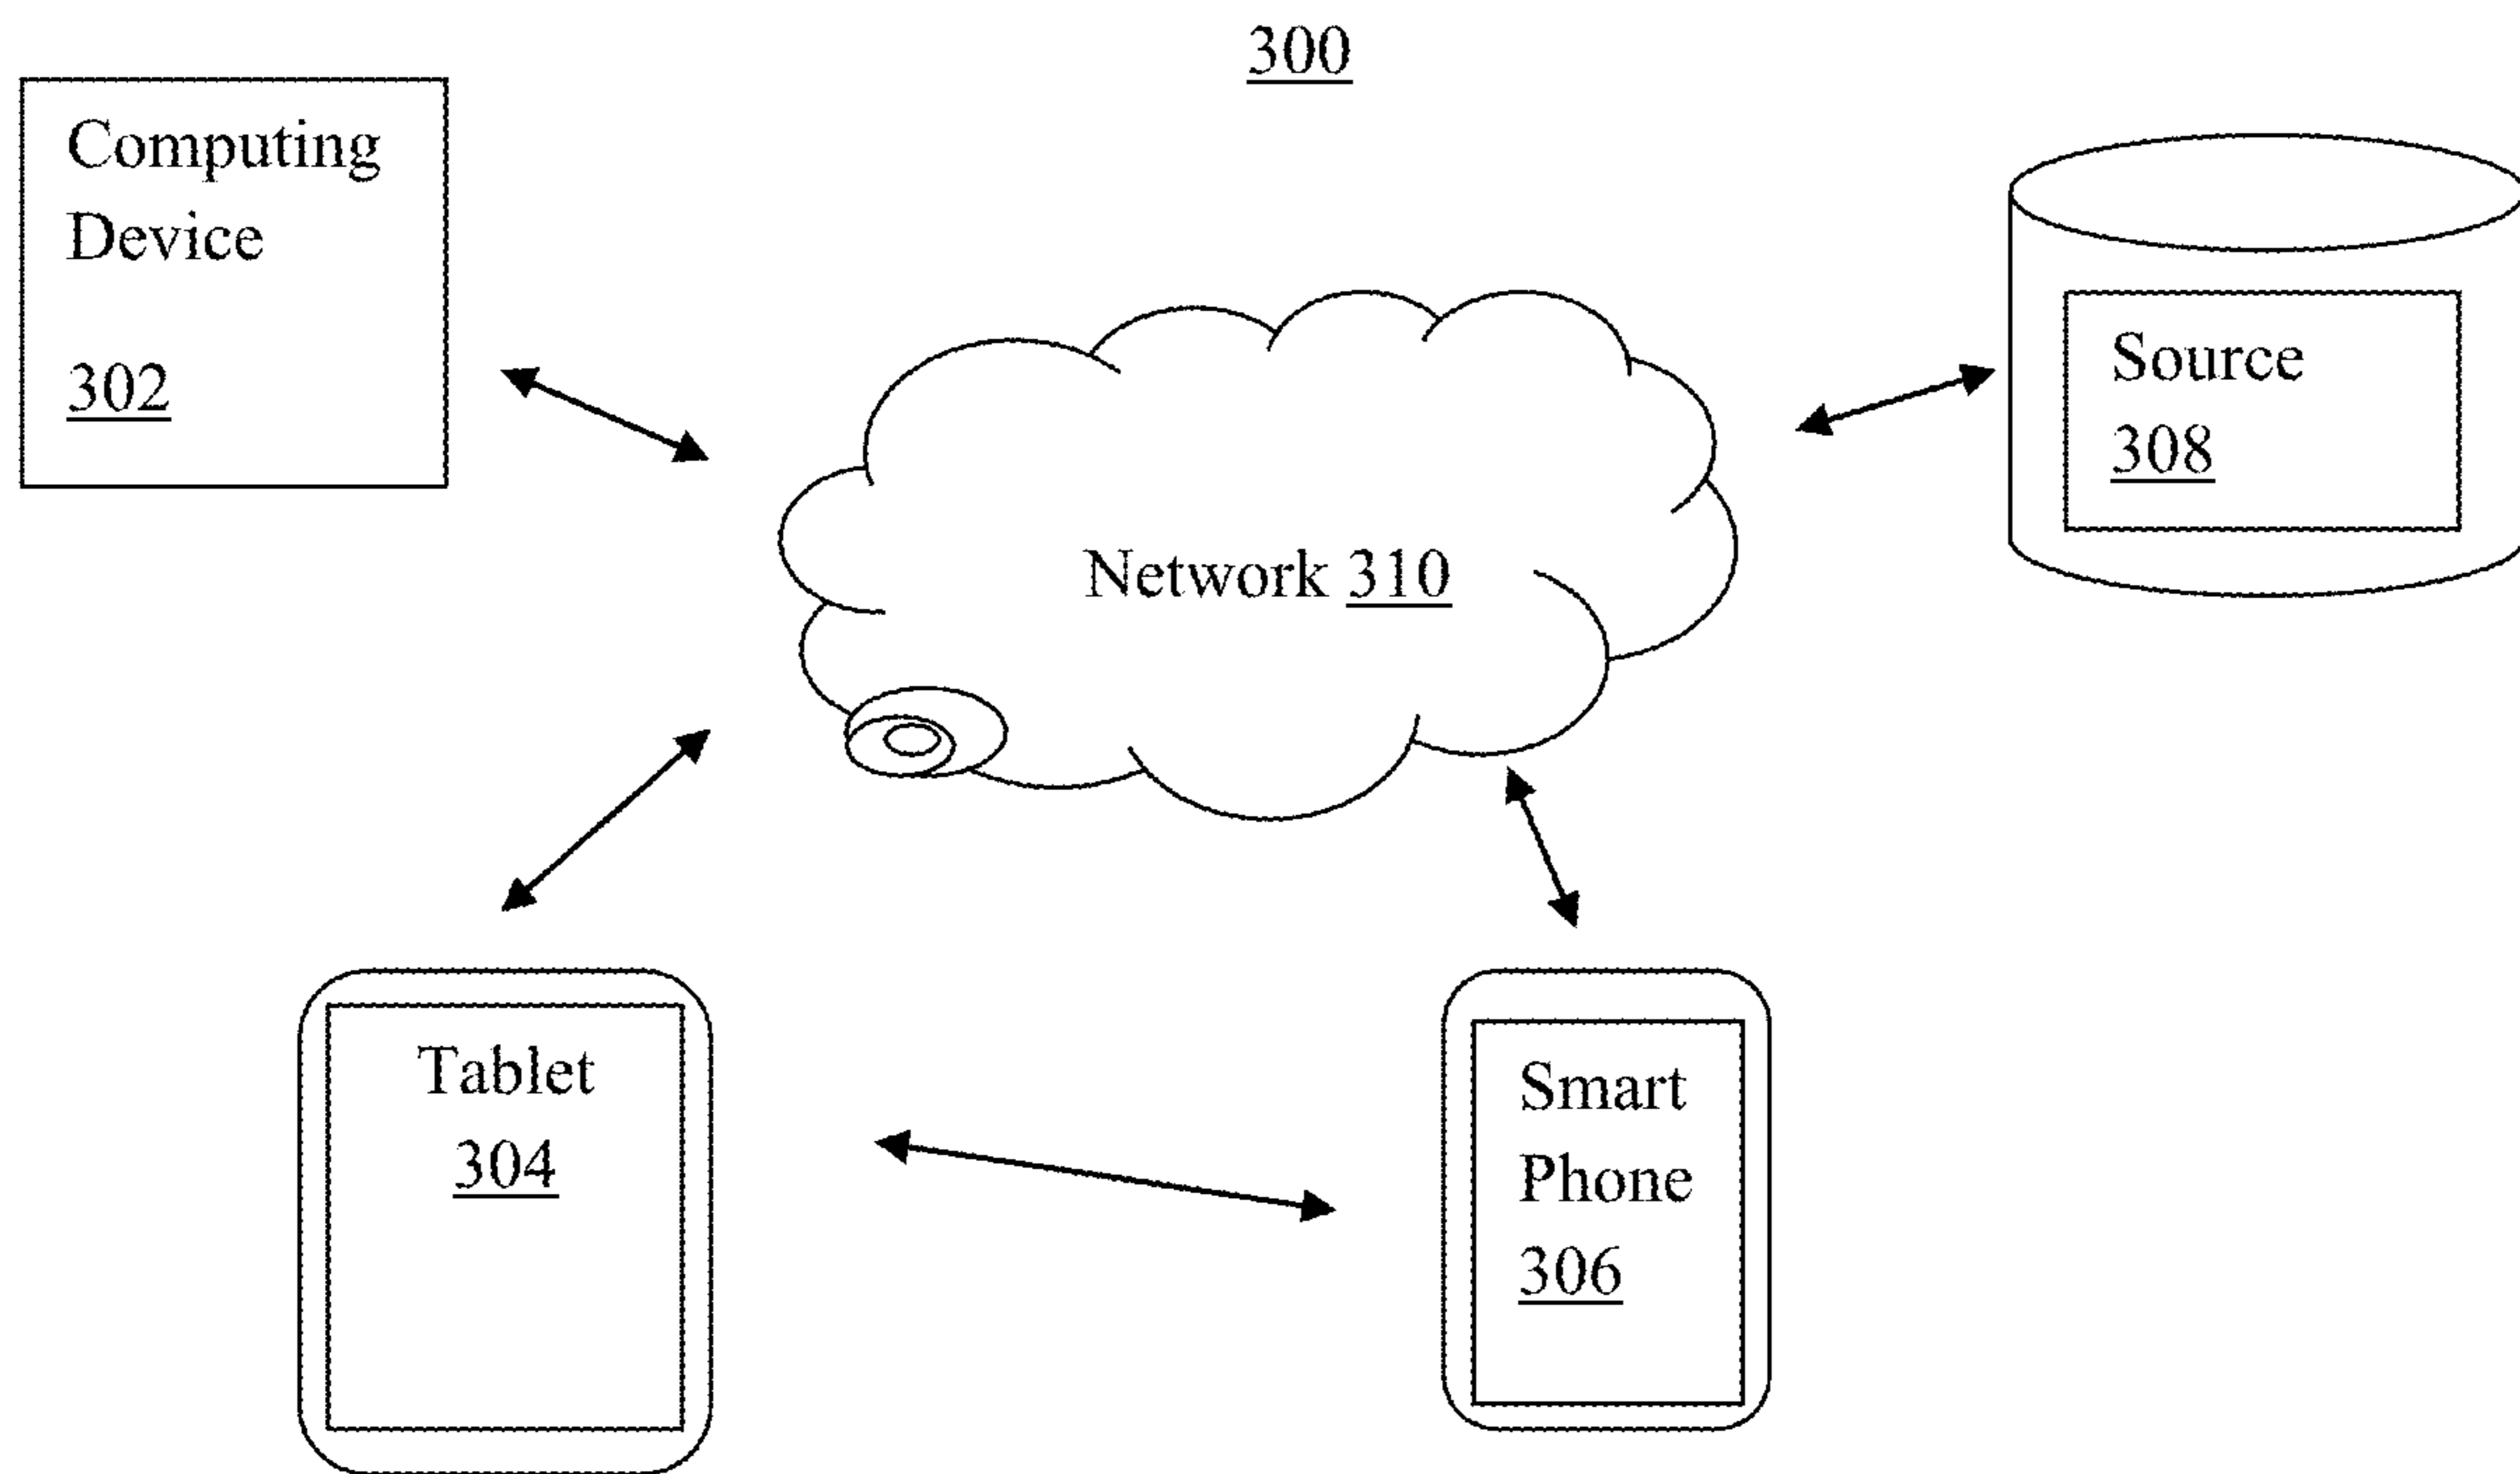 300
Computing
Device
302
Source
308
Network 310
Tablet
304
Smart
Phone
306